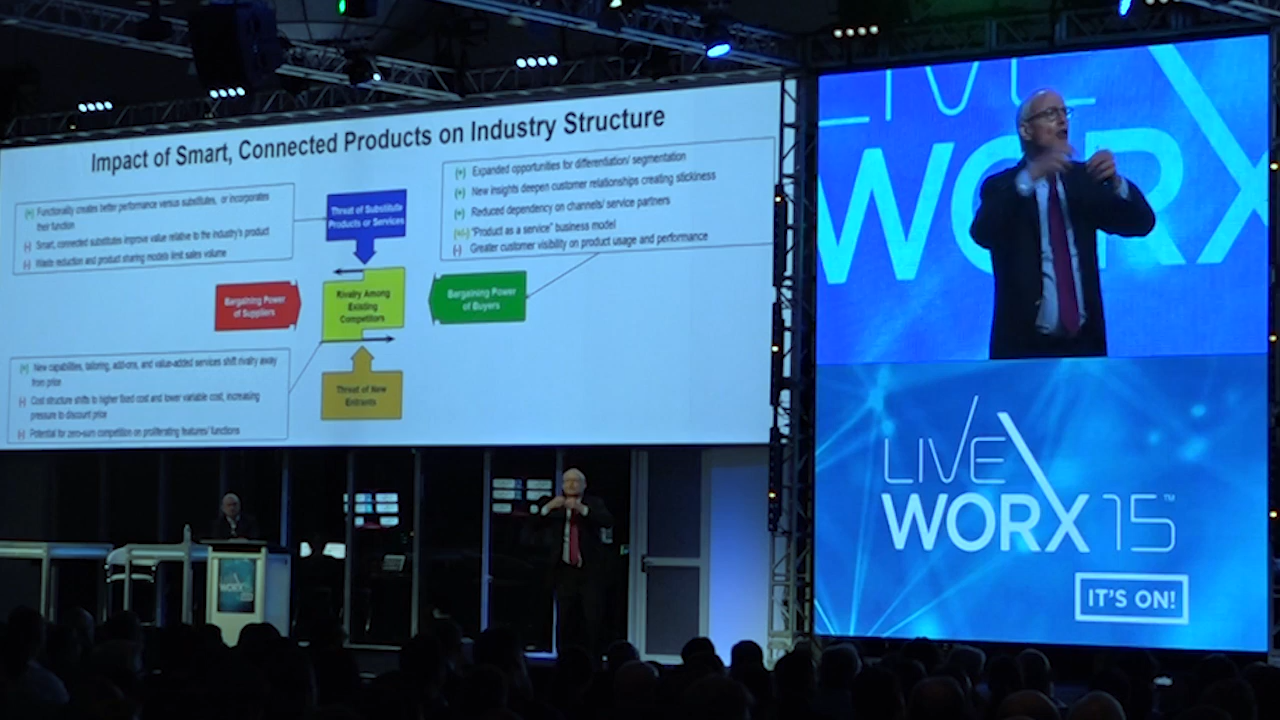 Impact of Smart, Connected Products on Industry Structure
(+) Functionality creates better performance versus substitutes, or incorporates
their function
(-) Smart, connected substitutes improve value relative to the industry's product
(-) Waste reduction and product sharing models limit sales volume
Threat of Substitute
Products or Services
(+) Expanded opportunities for differentiation/ segmentation
(+) New insights deepen customer relationships creating stickiness
(+) Reduced dependency on channels/ service partners
(+/-) "Product as a service" business model
(-) Greater customer visibility on product usage and performance
Bargaining Power
of Suppliers
Rivalry Among
Existing
Competitors
Bargaining Power
of Buyers
(+) New capabilities, tailoring, add-ons, and value-added services shift rivalry away
from price
(-) Cost structure shifts to higher fixed cost and lower variable cost, increasing
pressure to discount price
(-) Potential for zero-sum competition on proliferating features/ functions
Threat of New
Entrants
LIVE
WORX
LIVE
WORX 15™
IT'S ON!
WORX